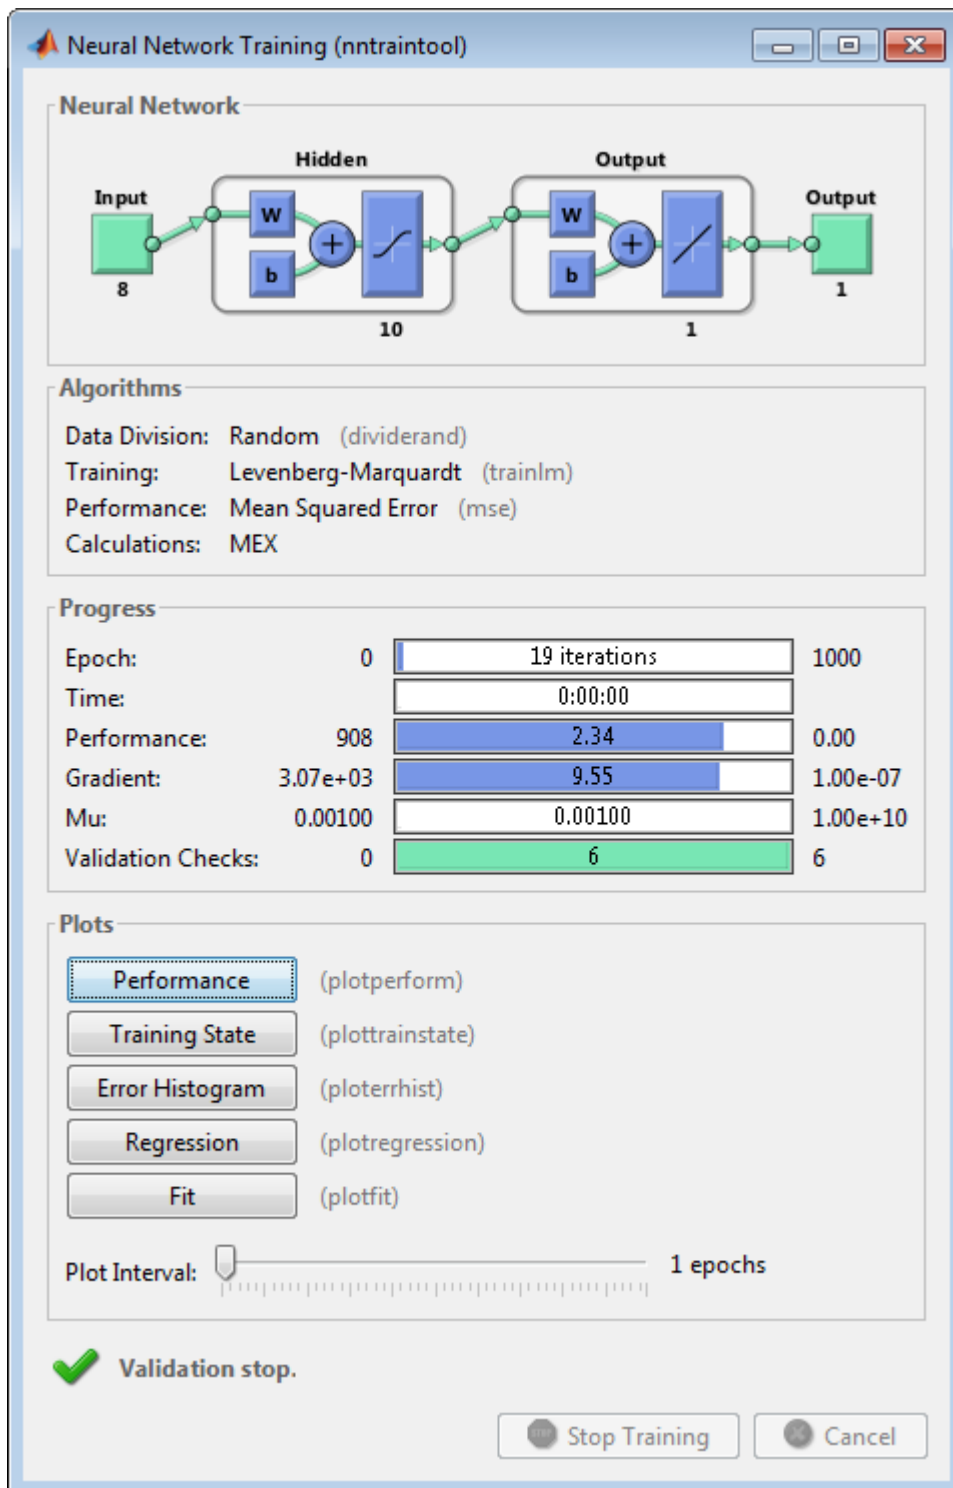 Neural Network Training (nntraintool)
Neural Network
Hidden
Output
Input
Output
W
W
b
b
8
10
1
1
Algorithms
Data Division: Random (dividerand)
Training: Levenberg-Marquardt (trainlm)
Performance: Mean Squared Error (mse)
Calculations: MEX
Progress
Epoch: 0 19 iterations 1000
Time: 0:00:00
Performance: 908 2.34 0.00
Gradient: 3.07e+03 9.55 1.00e-07
Mu: 0.00100 0.00100 1.00e+10
Validation Checks: 0 6 6
Plots
Performance (plotperform)
Training State (plottrainstate)
Error Histogram (ploterrhist)
Regression (plotregression)
Fit (plotfit)
Plot Interval: 1 epochs
Validation stop.
STOP Stop Training Cancel